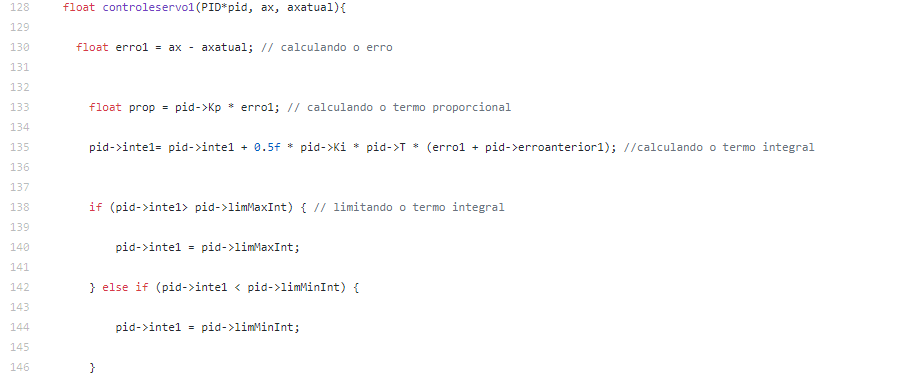 128 float controleservo1(PID*pid, ax, axatual){
129
130 float erro1 = ax - axatual; // calculando o erro
131
132
133 float prop = pid->Kp * erro1; // calculando o termo proporcional
134
135 pid->inte1= pid->inte1 + 0.5f * pid->Ki * pid->T * (erro1 + pid->erroanterior1); //calculando o termo integral
136
137
138 if (pid->inte1> pid->limMaxInt) { // limitando o termo integral
139
140 pid->inte1 = pid->limMaxInt;
141
142 } else if (pid->inte1 < pid->limMinInt) {
143
144 pid->inte1 = pid->limMinInt;
145
146 }